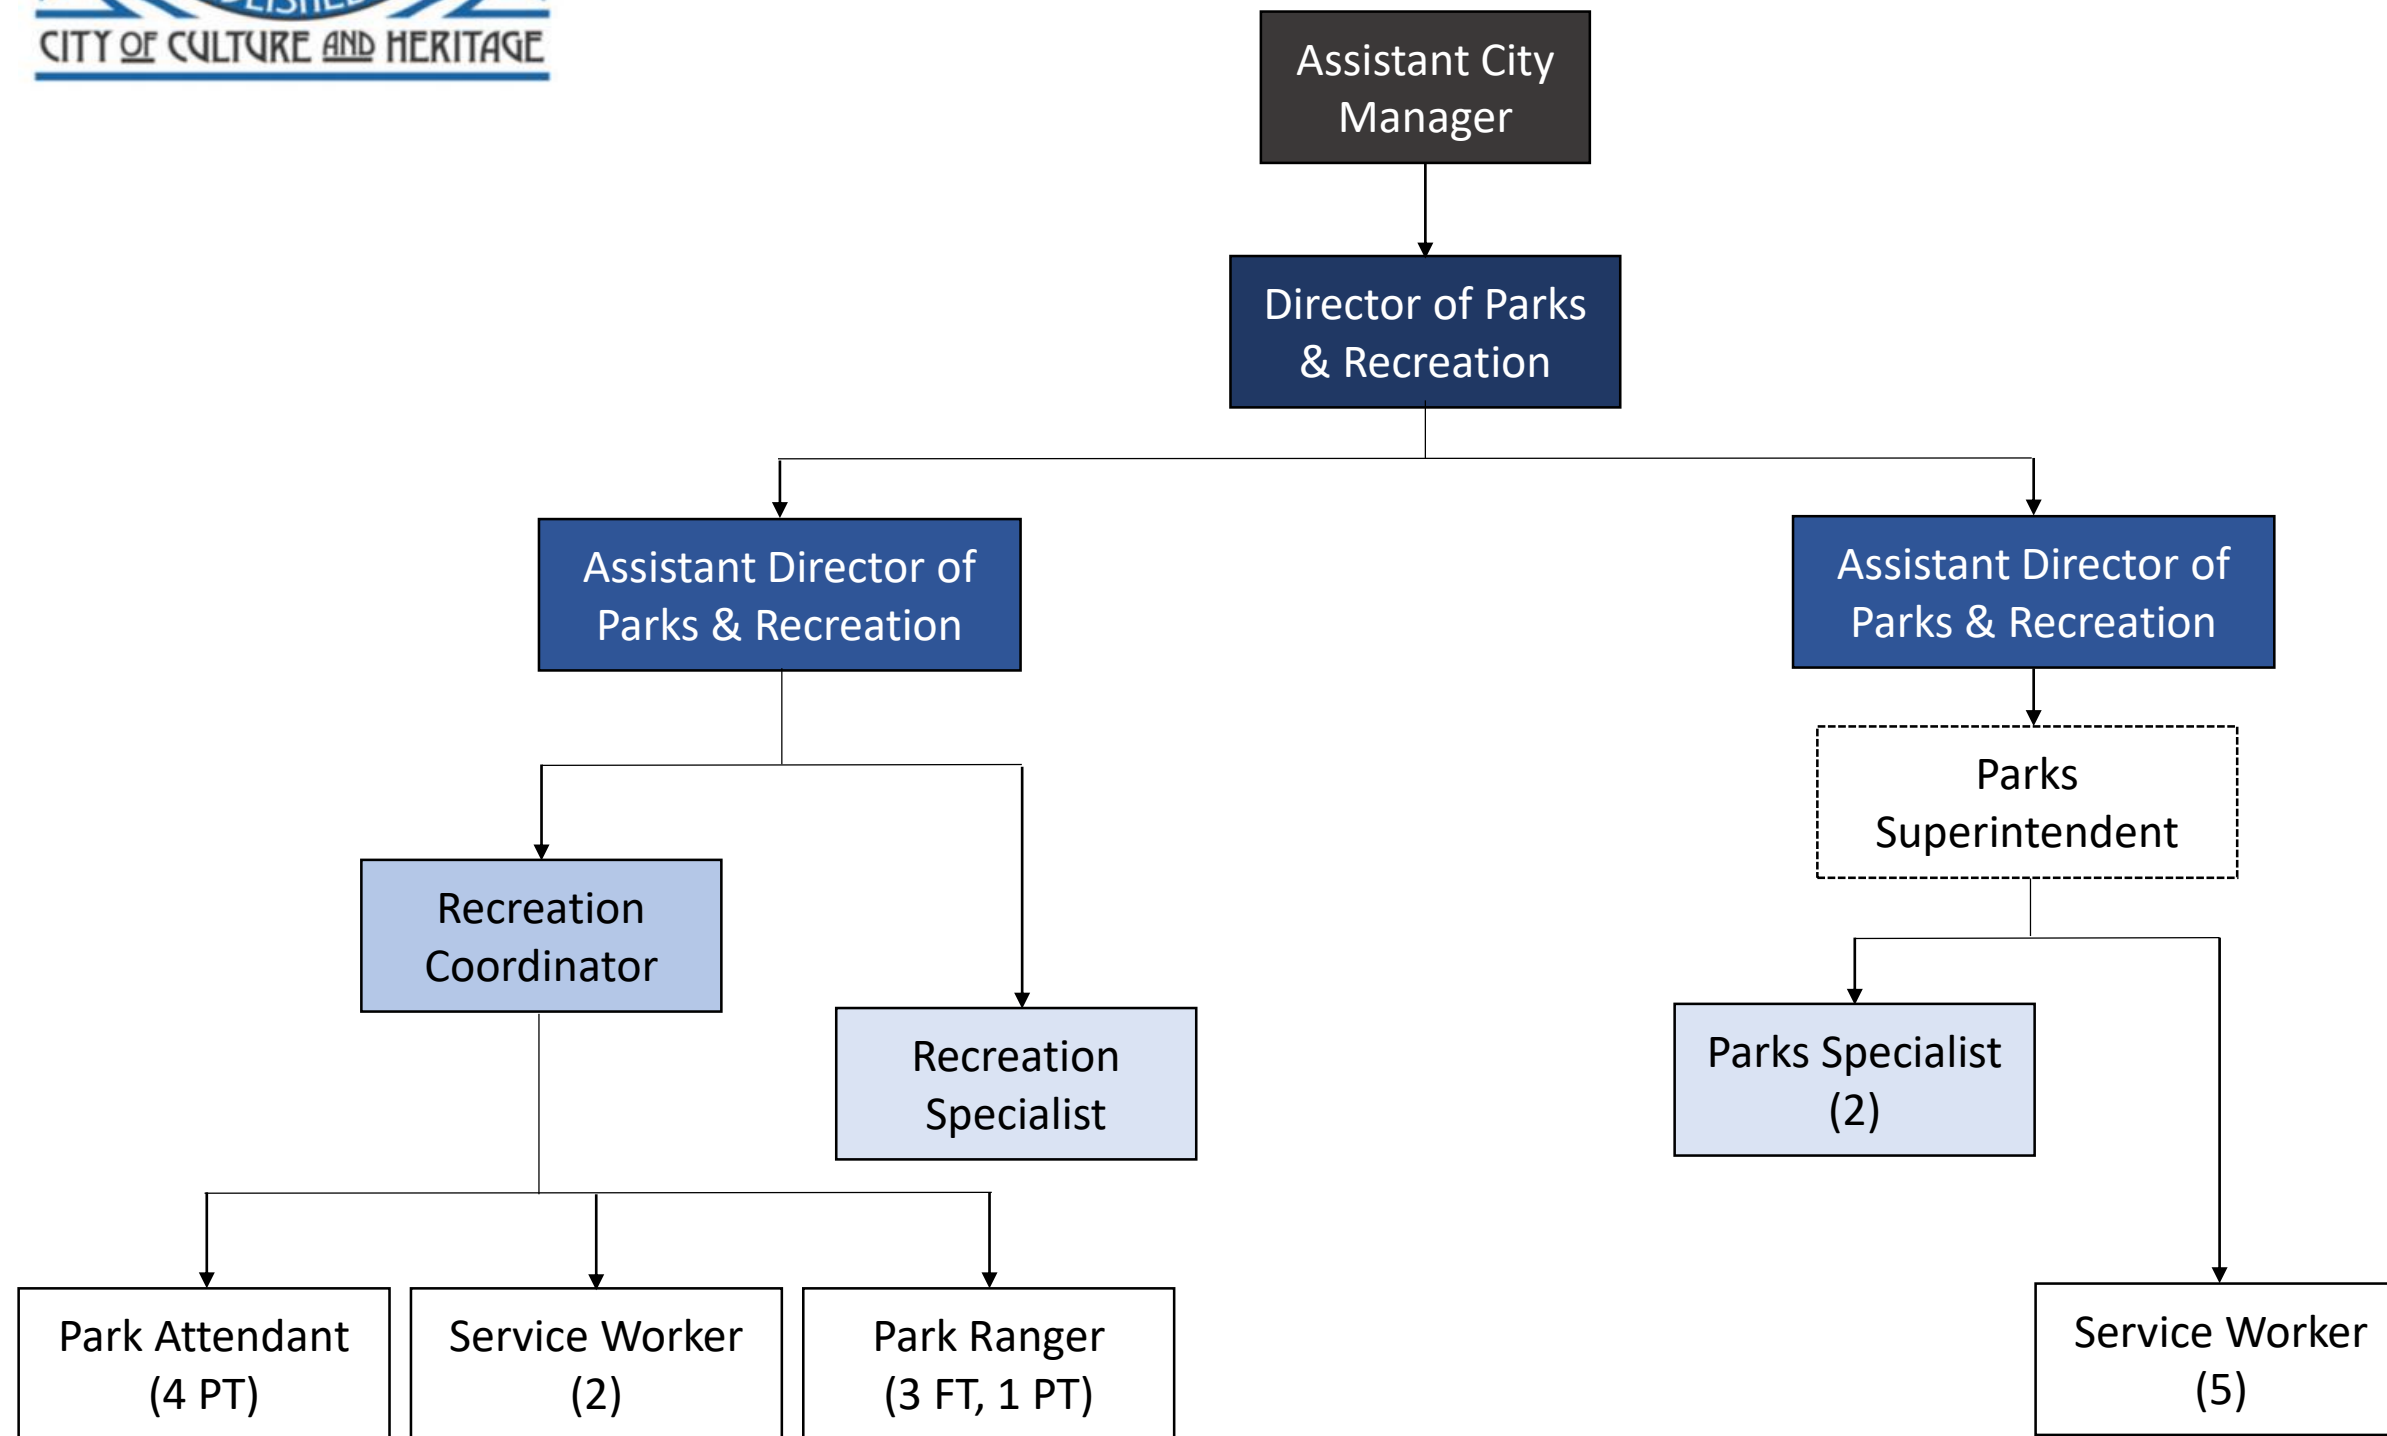 CITY OF CULTURE AND HERITAGE
Assistant City
Manager
Director of Parks
& Recreation
Assistant Director of
Parks & Recreation
Assistant Director of
Parks & Recreation
Parks
Superintendent
Recreation
Coordinator
Recreation
Specialist
Parks Specialist
(2)
Park Attendant
(4 PT)
Service Worker
(2)
Park Ranger
(3 FT, 1 PT)
Service Worker
(5)